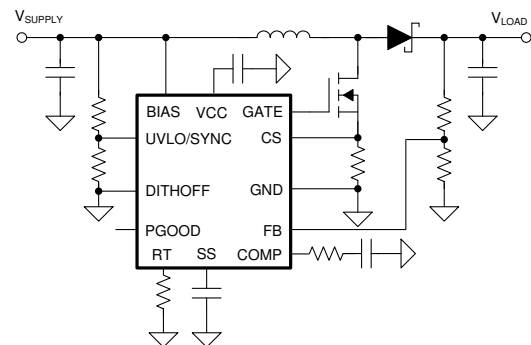 VSUPPLY
VLOAD
BIAS VCC GATE
UVLO/SYNC CS
DITHOFF GND
PGOOD FB
RT SS COMP